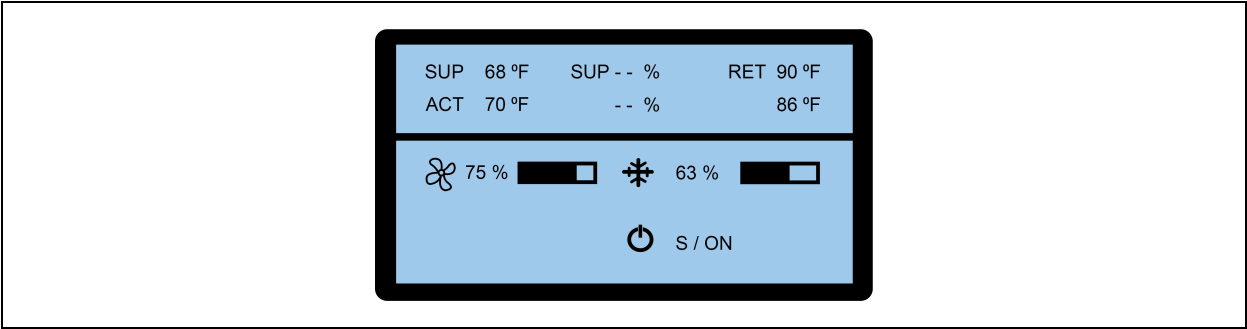 SUP 68 ºF SUP - - % RET 90 ºF
ACT 70 ºF - - % 86 ºF
75 % 63 %
S / ON